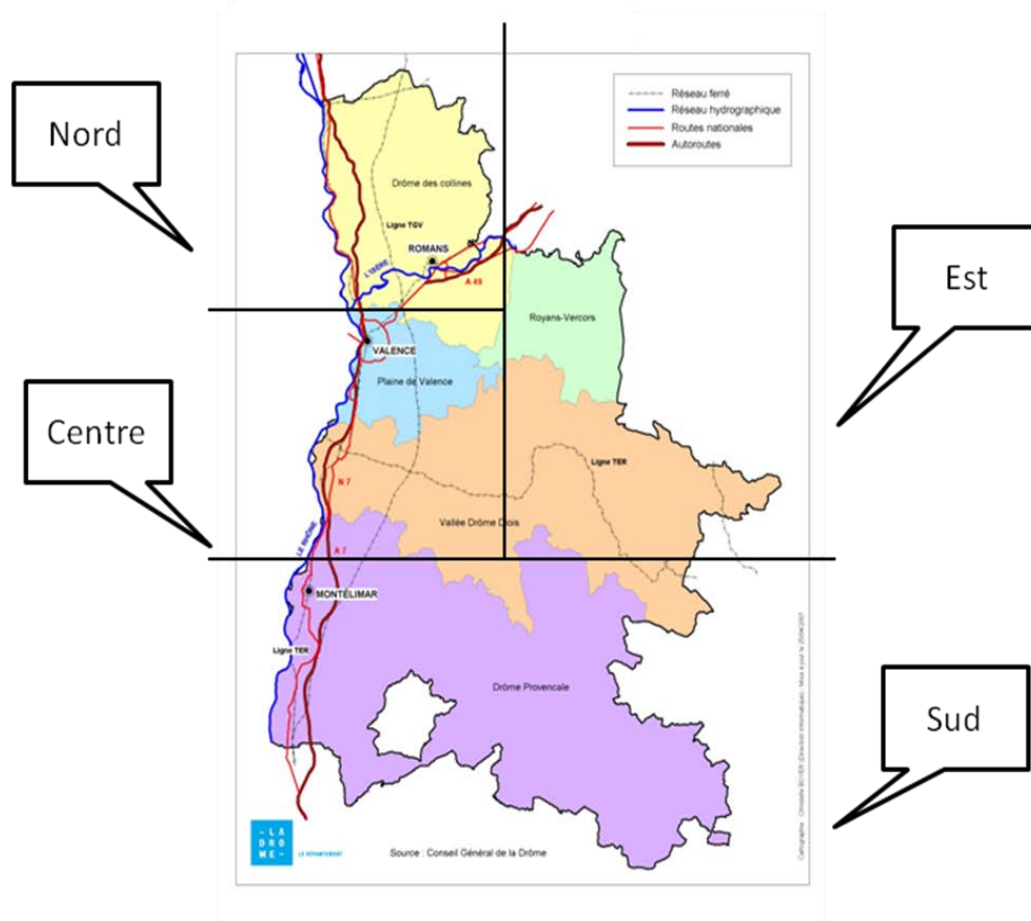 Nord
Centre
Est
Sud
Réseau ferré
Réseau hydrographique
Routes nationales
Autoroutes
Drôme des collines
Ligne TGV
ROMANS
L'ISÈRE
A 49
Royans-Vercors
VALENCE
Plaine de Valence
Ligne TER
N 7
Vallée Drôme Diois
LE RHÔNE
A 7
MONTÉLIMAR
Ligne TER
Drôme Provencale
- L A
D R Ô
M E -
LE DÉPARTEMENT
Source : Conseil Général de la Drôme